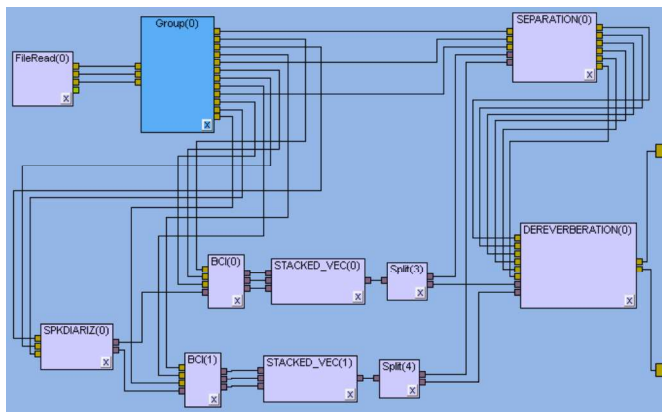 Group(0)
SEPARATION(0)
FileRead(0)
X
X
X
DEREVERBERATION(0)
BCI(0)
STACKED_VEC(0)
Split(3)
X
X
X
X
SPKDIARIZ(0)
BCI(1)
STACKED_VEC(1)
Split(4)
X
X
X
X